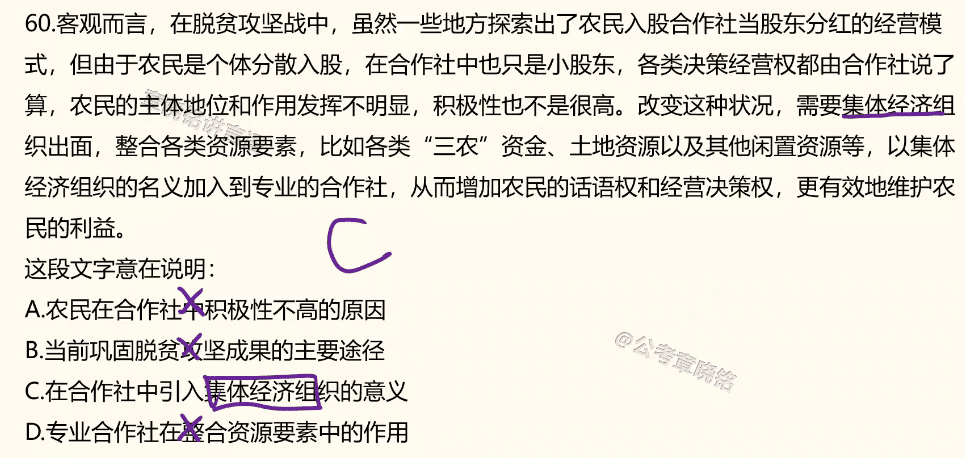 60.客观而言，在脱贫攻坚战中，虽然一些地方探索出了农民入股合作社当股东分红的经营模
式，但由于农民是个体分散入股，在合作社中也只是小股东，各类决策经营权都由合作社说了
算，农民的主体地位和作用发挥不明显，积极性也不是很高。改变这种状况，需要集体经济组
织出面，整合各类资源要素，比如各类“三农”资金、土地资源以及其他闲置资源等，以集体
经济组织的名义加入到专业的合作社，从而增加农民的话语权和经营决策权，更有效地维护农
民的利益。
C
这段文字意在说明：
A.农民在合作社中积极性不高的原因
B.当前巩固脱贫攻坚成果的主要途径
@公考章晓铭
C.在合作社中引入集体经济组织的意义
D.专业合作社在整合资源要素中的作用